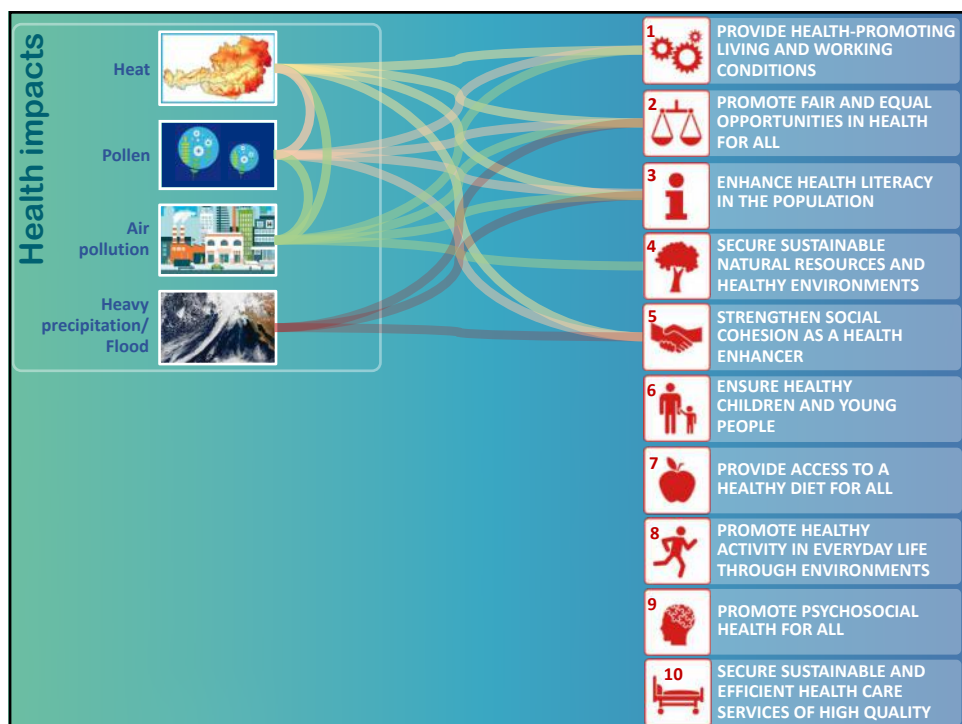 Health impacts
Heat
Pollen
Air
pollution
Heavy
precipitation/
Flood
1
PROVIDE HEALTH-PROMOTING
LIVING AND WORKING
CONDITIONS
2
PROMOTE FAIR AND EQUAL
OPPORTUNITIES IN HEALTH
FOR ALL
3
ENHANCE HEALTH LITERACY
IN THE POPULATION
4
SECURE SUSTAINABLE
NATURAL RESOURCES AND
HEALTHY ENVIRONMENTS
5
STRENGTHEN SOCIAL
COHESION AS A HEALTH
ENHANCER
6
ENSURE HEALTHY
CHILDREN AND YOUNG
PEOPLE
7
PROVIDE ACCESS TO A
HEALTHY DIET FOR ALL
8
PROMOTE HEALTHY
ACTIVITY IN EVERYDAY LIFE
THROUGH ENVIRONMENTS
9
PROMOTE PSYCHOSOCIAL
HEALTH FOR ALL
10
SECURE SUSTAINABLE AND
EFFICIENT HEALTH CARE
SERVICES OF HIGH QUALITY